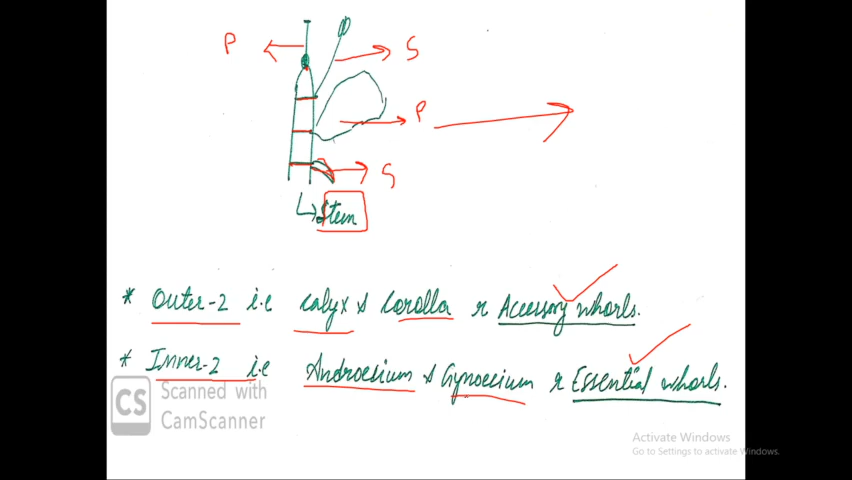 P
S
P
S
Stem
* Outer-2 i.e Calyx & Corolla r Accessory whorls.
* Inner-2 i.e Androecium & Gynoecium r Essential whorls.
CS Scanned with
CamScanner
Activate Windows
Go to Settings to activate Windows.